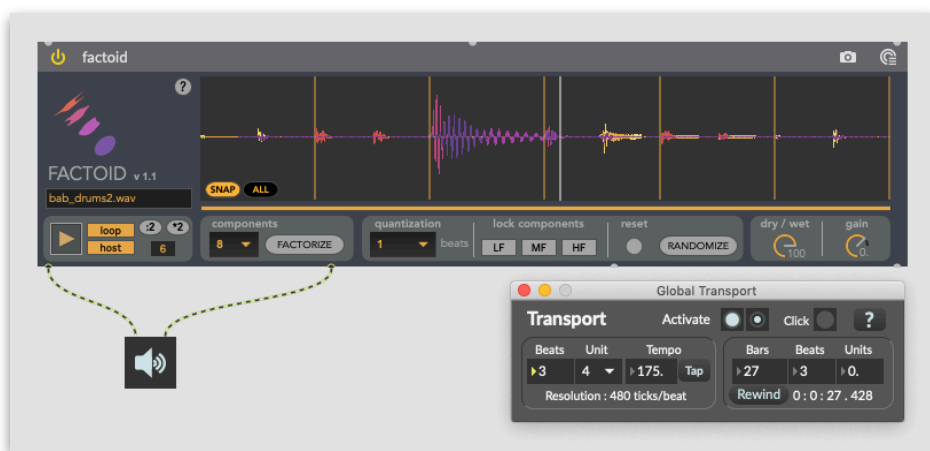 factoid
?
FACTOID v 1.1
bab_drums2.wav
SNAP ALL
loop :2 *2
host 6
components
8 FACTORIZE
quantization
1 beats
lock components
LF MF HF
reset
RANDOMIZE
dry / wet
100
gain
0.
Global Transport
Transport Activate Click ?
Beats Unit Tempo
3 4 175. Tap
Resolution : 480 ticks/beat
Bars Beats Units
27 3 0.
Rewind 0 : 0 : 27 . 428